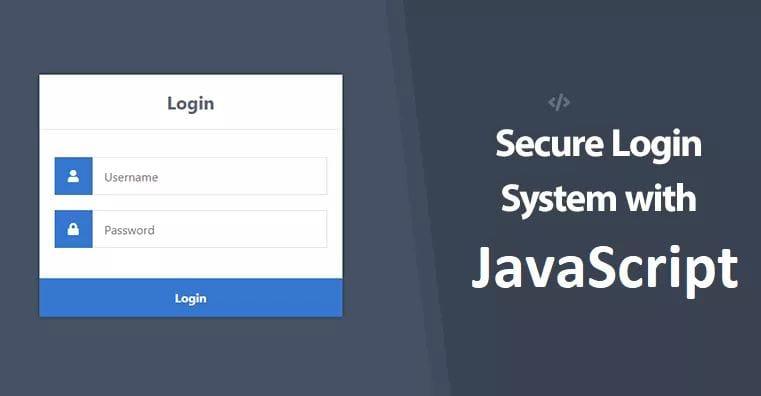 Login
Username
Password
Login
</>
Secure Login
System with
JavaScript